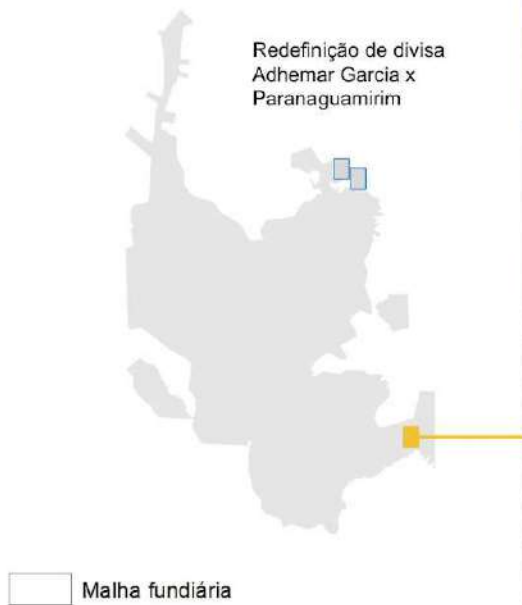 Redefinição de divisa
Adhemar Garcia x
Paranaguamirim
Malha fundiária